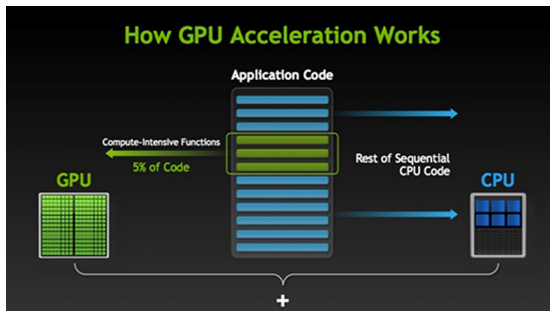 How GPU Acceleration Works
Application Code
Compute-Intensive Functions
5% of Code
Rest of Sequential
CPU Code
GPU
CPU
+